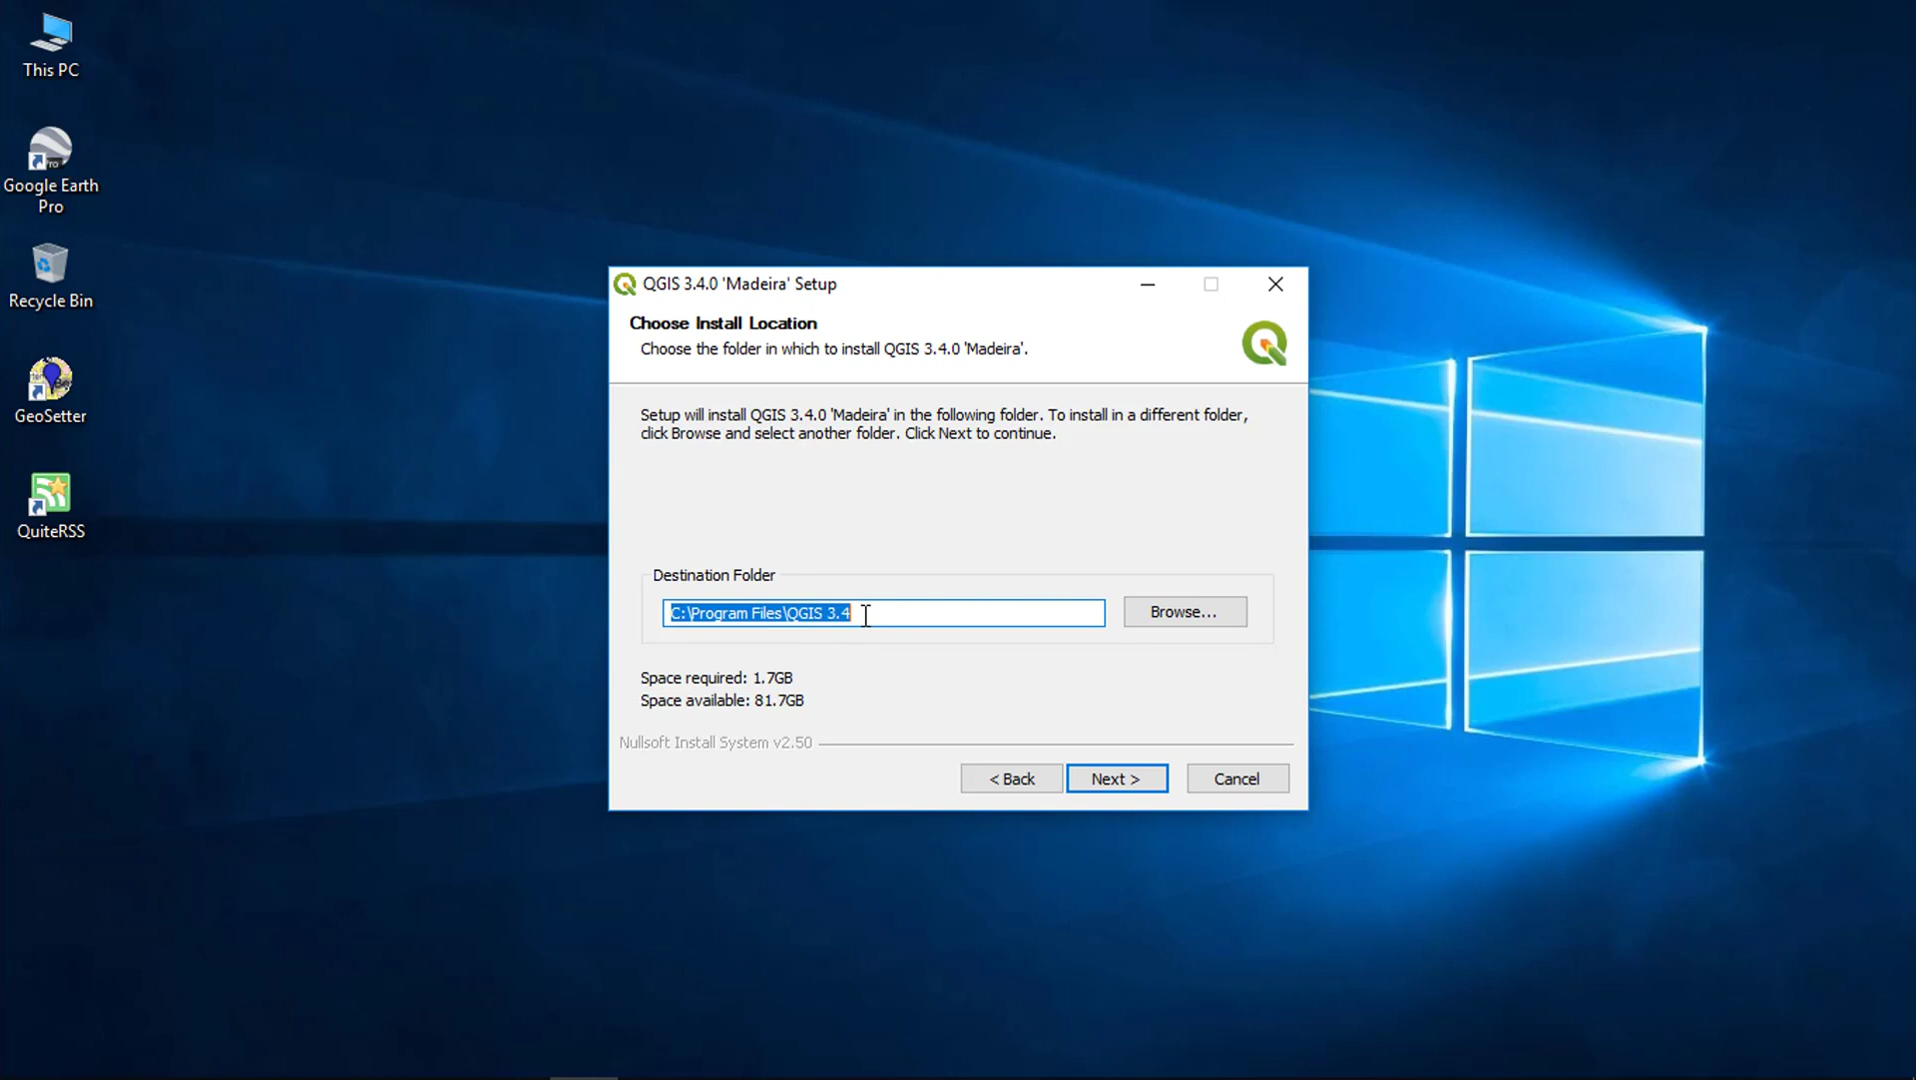 This PC
Google Earth
Pro
Recycle Bin
GeoSetter
QuiteRSS
QGIS 3.4.0 'Madeira' Setup
Choose Install Location
Choose the folder in which to install QGIS 3.4.0 'Madeira'.
Setup will install QGIS 3.4.0 'Madeira' in the following folder. To install in a different folder,
click Browse and select another folder. Click Next to continue.
Destination Folder
C:\Program Files\QGIS 3.4
Browse...
Space required: 1.7GB
Space available: 81.7GB
Nullsoft Install System v2.50
< Back
Next >
Cancel